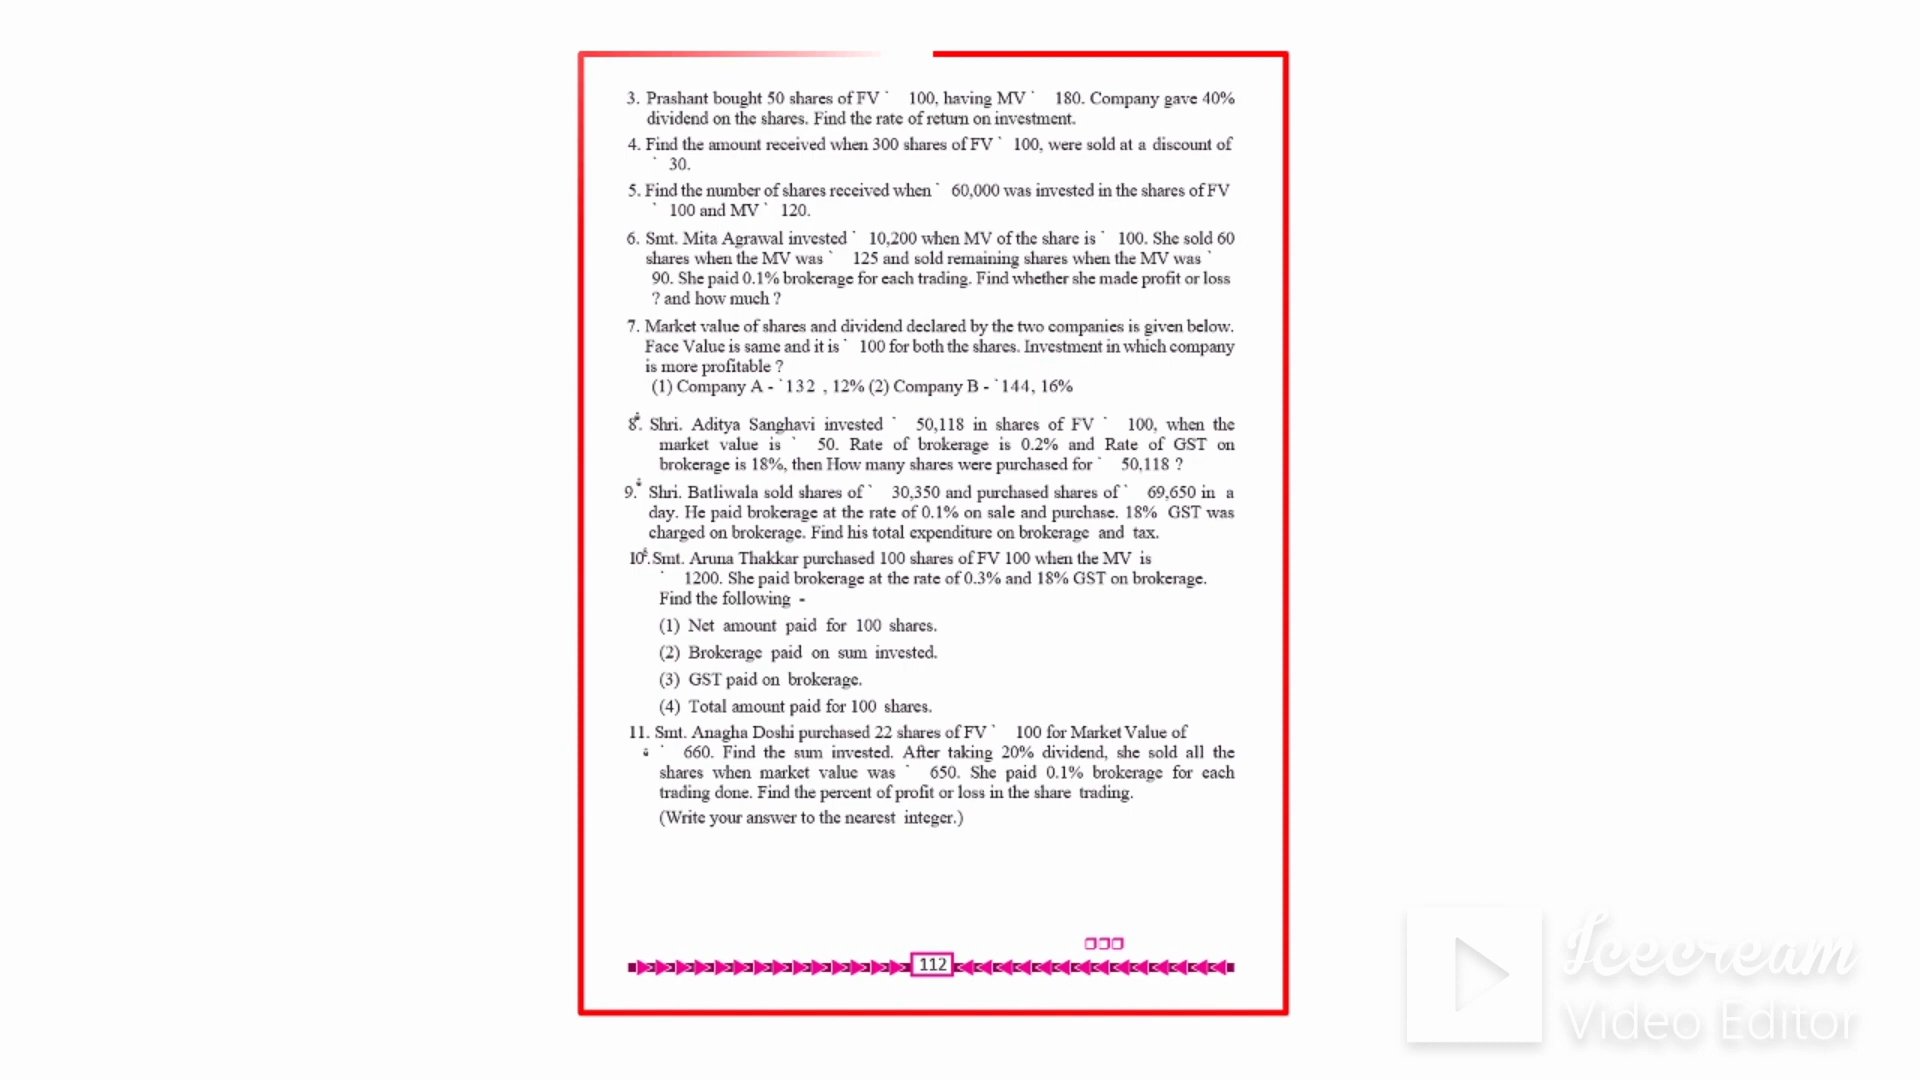 3. Prashant bought 50 shares of FV ` 100, having MV ` 180. Company gave 40%
dividend on the shares. Find the rate of return on investment.
4. Find the amount received when 300 shares of FV ` 100, were sold at a discount of
` 30.
5. Find the number of shares received when ` 60,000 was invested in the shares of FV
` 100 and MV ` 120.
6. Smt. Mita Agrawal invested ` 10,200 when MV of the share is ` 100. She sold 60
shares when the MV was ` 125 and sold remaining shares when the MV was `
90. She paid 0.1% brokerage for each trading. Find whether she made profit or loss
? and how much ?
7. Market value of shares and dividend declared by the two companies is given below.
Face Value is same and it is ` 100 for both the shares. Investment in which company
is more profitable ?
(1) Company A - `132 , 12% (2) Company B - `144, 16%
8. Shri. Aditya Sanghavi invested ` 50,118 in shares of FV ` 100, when the
market value is ` 50. Rate of brokerage is 0.2% and Rate of GST on
brokerage is 18%, then How many shares were purchased for ` 50,118 ?
9. Shri. Batliwala sold shares of ` 30,350 and purchased shares of ` 69,650 in a
day. He paid brokerage at the rate of 0.1% on sale and purchase. 18% GST was
charged on brokerage. Find his total expenditure on brokerage and tax.
10. Smt. Aruna Thakkar purchased 100 shares of FV 100 when the MV is
` 1200. She paid brokerage at the rate of 0.3% and 18% GST on brokerage.
Find the following -
(1) Net amount paid for 100 shares.
(2) Brokerage paid on sum invested.
(3) GST paid on brokerage.
(4) Total amount paid for 100 shares.
11. Smt. Anagha Doshi purchased 22 shares of FV ` 100 for Market Value of
` 660. Find the sum invested. After taking 20% dividend, she sold all the
shares when market value was ` 650. She paid 0.1% brokerage for each
trading done. Find the percent of profit or loss in the share trading.
(Write your answer to the nearest integer.)
112
Icecream
Video Editor